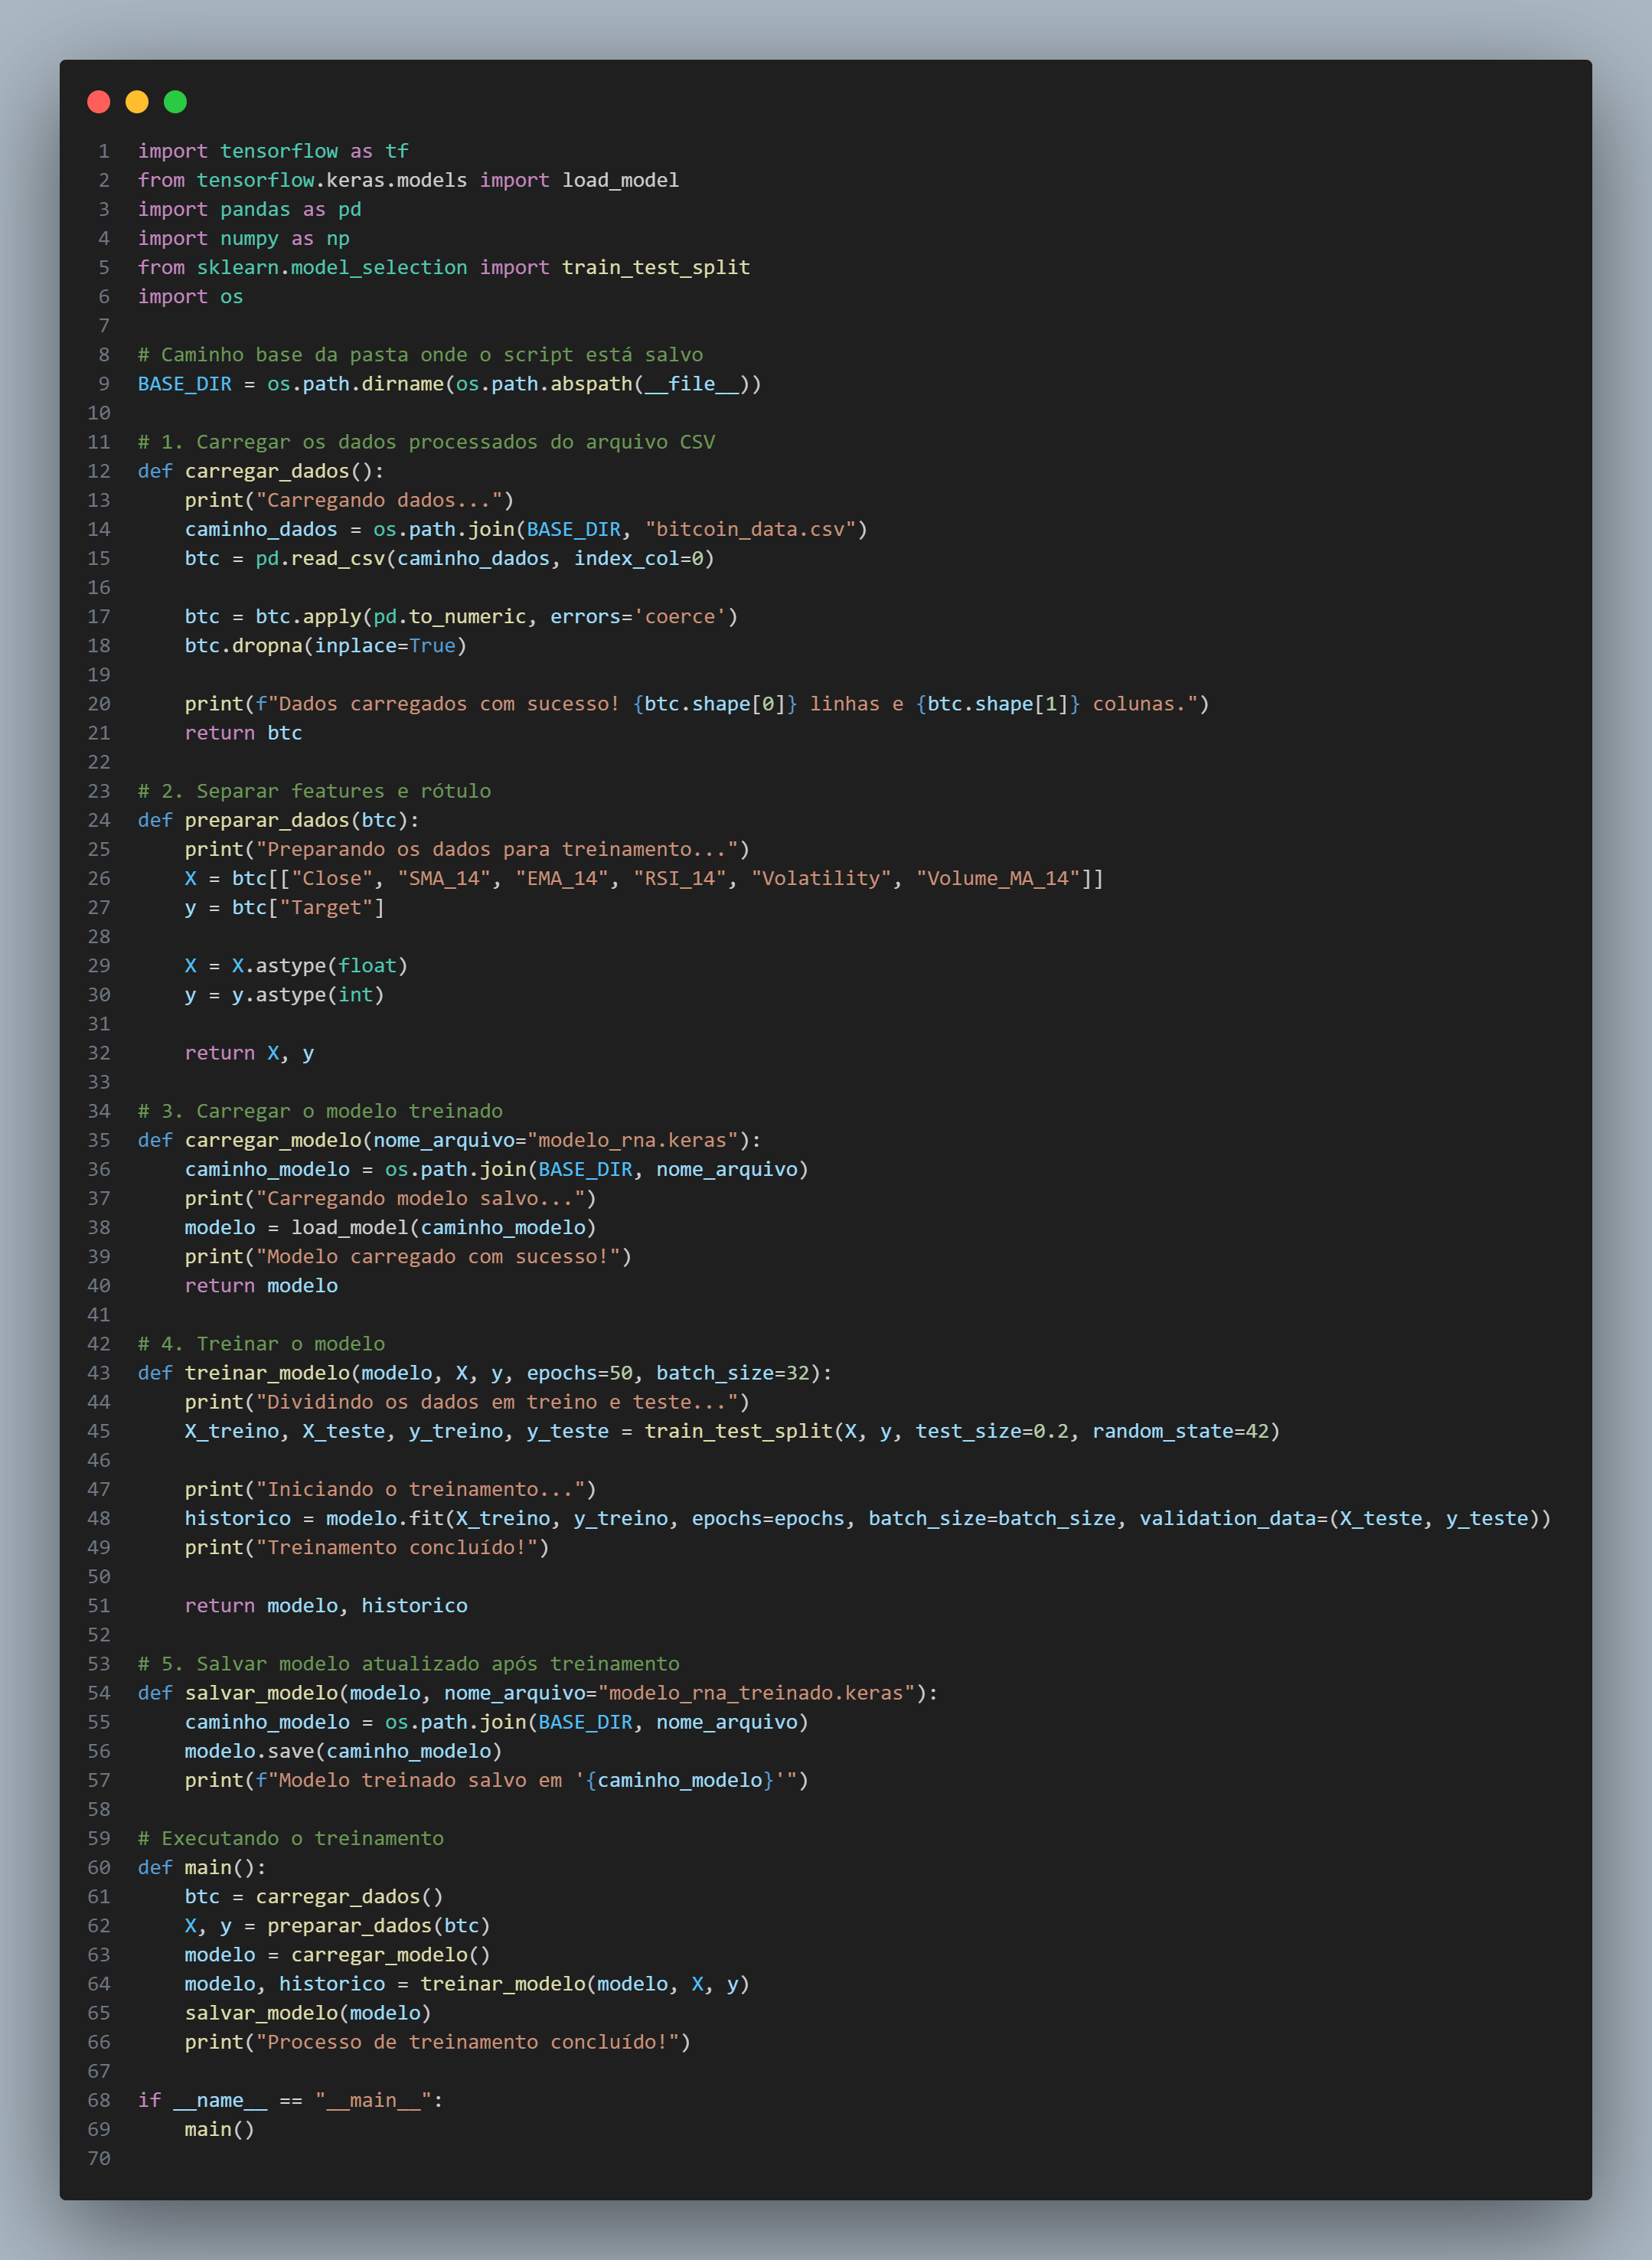 1 import tensorflow as tf
2 from tensorflow.keras.models import load_model
3 import pandas as pd
4 import numpy as np
5 from sklearn.model_selection import train_test_split
6 import os
7
8 # Caminho base da pasta onde o script está salvo
9 BASE_DIR = os.path.dirname(os.path.abspath(__file__))
10
11 # 1. Carregar os dados processados do arquivo CSV
12 def carregar_dados():
13     print("Carregando dados...")
14     caminho_dados = os.path.join(BASE_DIR, "bitcoin_data.csv")
15     btc = pd.read_csv(caminho_dados, index_col=0)
16
17     btc = btc.apply(pd.to_numeric, errors='coerce')
18     btc.dropna(inplace=True)
19
20     print(f"Dados carregados com sucesso! {btc.shape[0]} linhas e {btc.shape[1]} colunas.")
21     return btc
22
23 # 2. Separar features e rótulo
24 def preparar_dados(btc):
25     print("Preparando os dados para treinamento...")
26     X = btc[["Close", "SMA_14", "EMA_14", "RSI_14", "Volatility", "Volume_MA_14"]]
27     y = btc["Target"]
28
29     X = X.astype(float)
30     y = y.astype(int)
31
32     return X, y
33
34 # 3. Carregar o modelo treinado
35 def carregar_modelo(nome_arquivo="modelo_rna.keras"):
36     caminho_modelo = os.path.join(BASE_DIR, nome_arquivo)
37     print("Carregando modelo salvo...")
38     modelo = load_model(caminho_modelo)
39     print("Modelo carregado com sucesso!")
40     return modelo
41
42 # 4. Treinar o modelo
43 def treinar_modelo(modelo, X, y, epochs=50, batch_size=32):
44     print("Dividindo os dados em treino e teste...")
45     X_treino, X_teste, y_treino, y_teste = train_test_split(X, y, test_size=0.2, random_state=42)
46
47     print("Iniciando o treinamento...")
48     historico = modelo.fit(X_treino, y_treino, epochs=epochs, batch_size=batch_size, validation_data=(X_teste, y_teste))
49     print("Treinamento concluído!")
50
51     return modelo, historico
52
53 # 5. Salvar modelo atualizado após treinamento
54 def salvar_modelo(modelo, nome_arquivo="modelo_rna_treinado.keras"):
55     caminho_modelo = os.path.join(BASE_DIR, nome_arquivo)
56     modelo.save(caminho_modelo)
57     print(f"Modelo treinado salvo em '{caminho_modelo}'")
58
59 # Executando o treinamento
60 def main():
61     btc = carregar_dados()
62     X, y = preparar_dados(btc)
63     modelo = carregar_modelo()
64     modelo, historico = treinar_modelo(modelo, X, y)
65     salvar_modelo(modelo)
66     print("Processo de treinamento concluído!")
67
68 if __name__ == "__main__":
69     main()
70